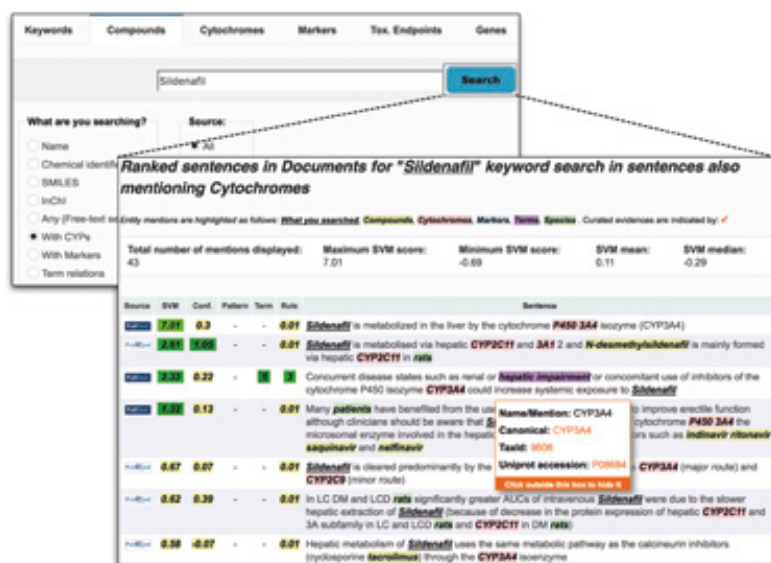 Keywords Compounds Cytochromes Markers Tox. Endpoints Genes
Sildenafil Search
What are you searching? Source:
Name All
Chemical identifi
SMILES
InChI
Any (Free-text se
With CYPs
With Markers
Term relations
Ranked sentences in Documents for "Sildenafil" keyword search in sentences also
mentioning Cytochromes
Entity mentions are highlighted as follows: What you searched, Compounds, Cytochromes, Markers, Terms, Species. Curated evidences are indicated by: ✓
Total number of mentions displayed: Maximum SVM score: Minimum SVM score: SVM mean: SVM median:
43 7.01 -0.69 0.11 -0.29
Source SVM Conf. Pattern Term Rule Sentence
7.01 0.3 - - 0.01 Sildenafil is metabolized in the liver by the cytochrome P450 3A4 isozyme (CYP3A4)
2.61 1.05 - - 0.01 Sildenafil is metabolised via hepatic CYP2C11 and 3A1 2 and N-desmethylsildenafil is mainly formed
via hepatic CYP2C11 in rats
2.32 0.22 - 3 Concurrent disease states such as renal or hepatic impairment or concomitant use of inhibitors of the
cytochrome P450 isozyme CYP3A4 could increase systemic exposure to Sildenafil
1.32 0.13 - - 0.01 Many patients have benefited from the use to improve erectile function
although clinicians should be aware that cytochrome P450 3A4 the
microsomal enzyme involved in the hepatic ors such as indinavir ritonavir
saquinavir and nelfinavir
Name/Mention: CYP3A4
Canonical: CYP3A4
TaxId: 9606
Uniprot accession: P08684
Click outside this box to hide it
0.67 0.07 - - 0.01 Sildenafil is cleared predominantly by the CYP3A4 (major route) and
CYP2C9 (minor route)
0.62 0.39 - - 0.01 In LC DM and LCD rats significantly greater AUCs of intravenous Sildenafil were due to the slower
hepatic extraction of Sildenafil (because of decrease in the protein expression of hepatic CYP2C11 and
3A subfamily in LC and LCD rats and CYP2C11 in DM rats)
0.58 -0.07 - - 0.01 Hepatic metabolism of Sildenafil uses the same metabolic pathway as the calcineurin inhibitors
(cyclosporine tacrolimus) through the CYP3A4 isoenzyme